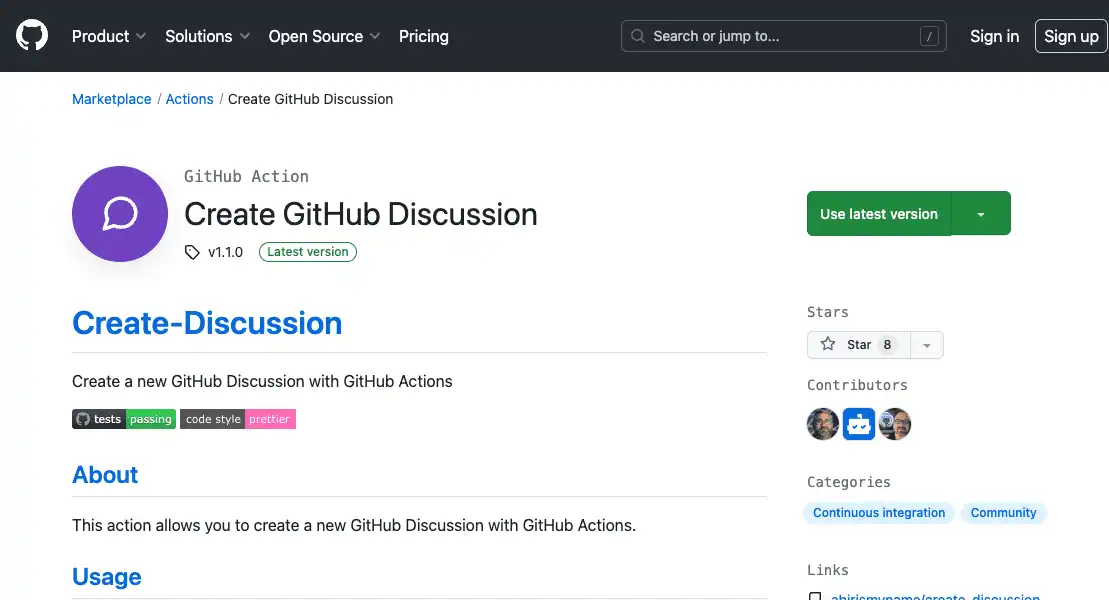 Product Solutions Open Source Pricing Search or jump to... / Sign in Sign up
Marketplace / Actions / Create GitHub Discussion
GitHub Action
Create GitHub Discussion
v1.1.0 Latest version
Use latest version
Create-Discussion
Create a new GitHub Discussion with GitHub Actions
tests passing code style prettier
About
This action allows you to create a new GitHub Discussion with GitHub Actions.
Usage
Stars
Star 8
Contributors
Categories
Continuous integration Community
Links
abirismyname/create_discussion